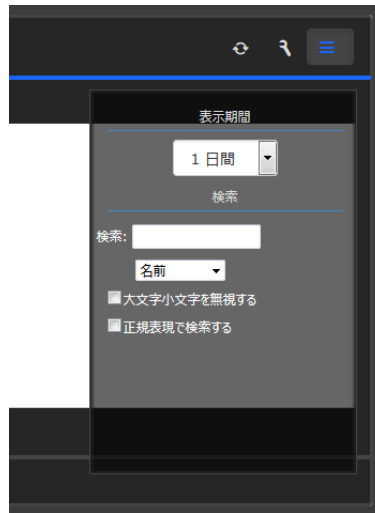 表示期間
1 日間
検索
検索:
名前
大文字小文字を無視する
正規表現で検索する